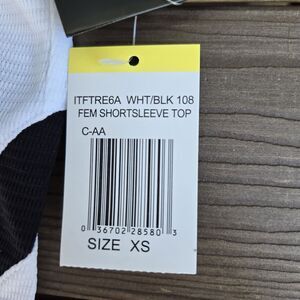 ITFTRE6A WHT/BLK 108
FEM SHORTSLEEVE TOP
C-AA
0 36702 28580 3
SIZE XS